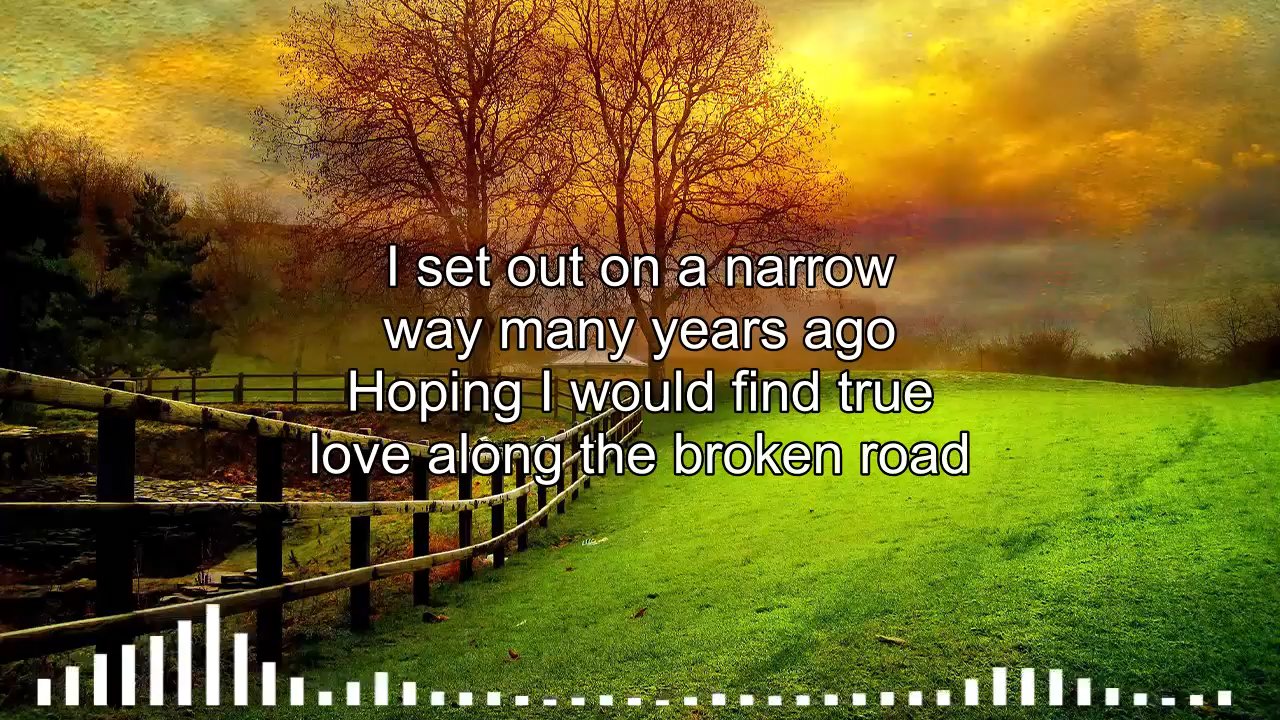 I set out on a narrow
way many years ago
Hoping I would find true
love along the broken road